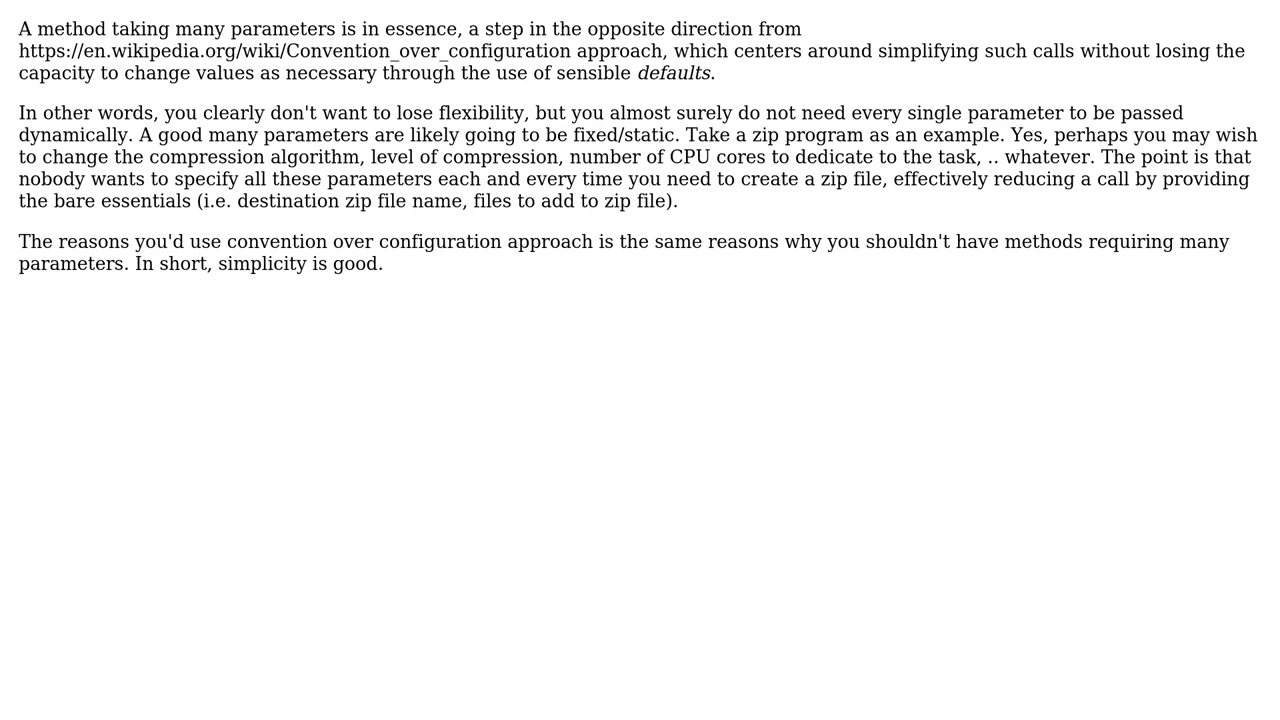 A method taking many parameters is in essence, a step in the opposite direction from
https://en.wikipedia.org/wiki/Convention_over_configuration approach, which centers around simplifying such calls without losing the
capacity to change values as necessary through the use of sensible defaults.
In other words, you clearly don't want to lose flexibility, but you almost surely do not need every single parameter to be passed
dynamically. A good many parameters are likely going to be fixed/static. Take a zip program as an example. Yes, perhaps you may wish
to change the compression algorithm, level of compression, number of CPU cores to dedicate to the task, .. whatever. The point is that
nobody wants to specify all these parameters each and every time you need to create a zip file, effectively reducing a call by providing
the bare essentials (i.e. destination zip file name, files to add to zip file).
The reasons you'd use convention over configuration approach is the same reasons why you shouldn't have methods requiring many
parameters. In short, simplicity is good.